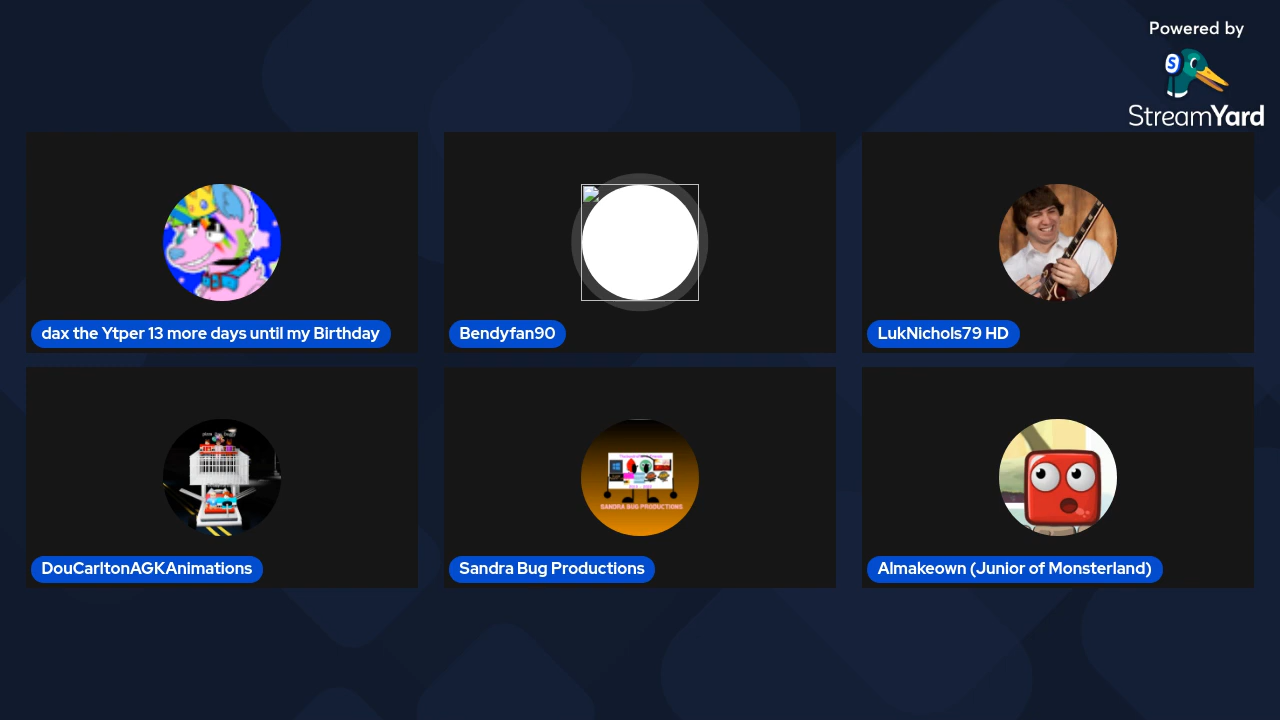 Powered by
S
StreamYard
dax the Ytper 13 more days until my Birthday
Bendyfan90
LukNichols79 HD
SANDRA BUG PRODUCTIONS
DouCarltonAGKAnimations
Sandra Bug Productions
Almakeown (Junior of Monsterland)